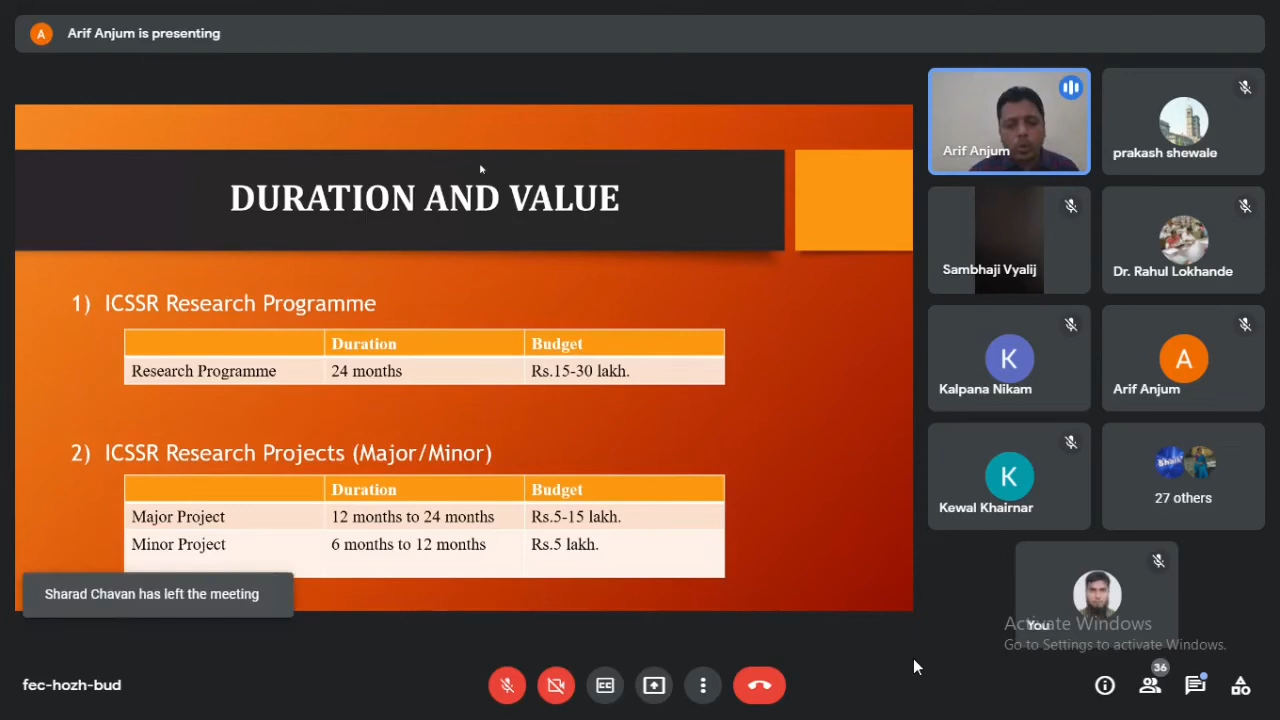 A Arif Anjum is presenting
DURATION AND VALUE
1) ICSSR Research Programme
Duration Budget
Research Programme 24 months Rs.15-30 lakh.
2) ICSSR Research Projects (Major/Minor)
Duration Budget
Major Project 12 months to 24 months Rs.5-15 lakh.
Minor Project 6 months to 12 months Rs.5 lakh.
Sharad Chavan has left the meeting
Arif Anjum
prakash shewale
Sambhaji Vyalij
Dr. Rahul Lokhande
K
Kalpana Nikam
A
Arif Anjum
K
Kewal Khairnar
Shaikh
27 others
You
Activate Windows
Go to Settings to activate Windows.
fec-hozh-bud
36